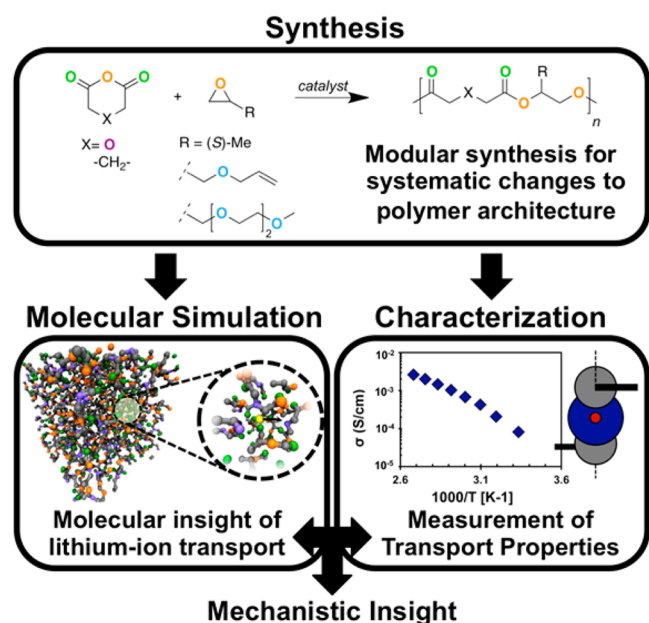 Synthesis
O O O
X
X= O
-CH2-
+
O
R
R = (S)-Me
O
O O
2
catalyst
O O R
X O O
n
Modular synthesis for
systematic changes to
polymer architecture
Molecular Simulation
Molecular insight of
lithium-ion transport
Characterization
σ (S/cm)
10-2
10-3
10-4
10-5
2.6 3.1 3.6
1000/T [K-1]
Measurement of
Transport Properties
Mechanistic Insight